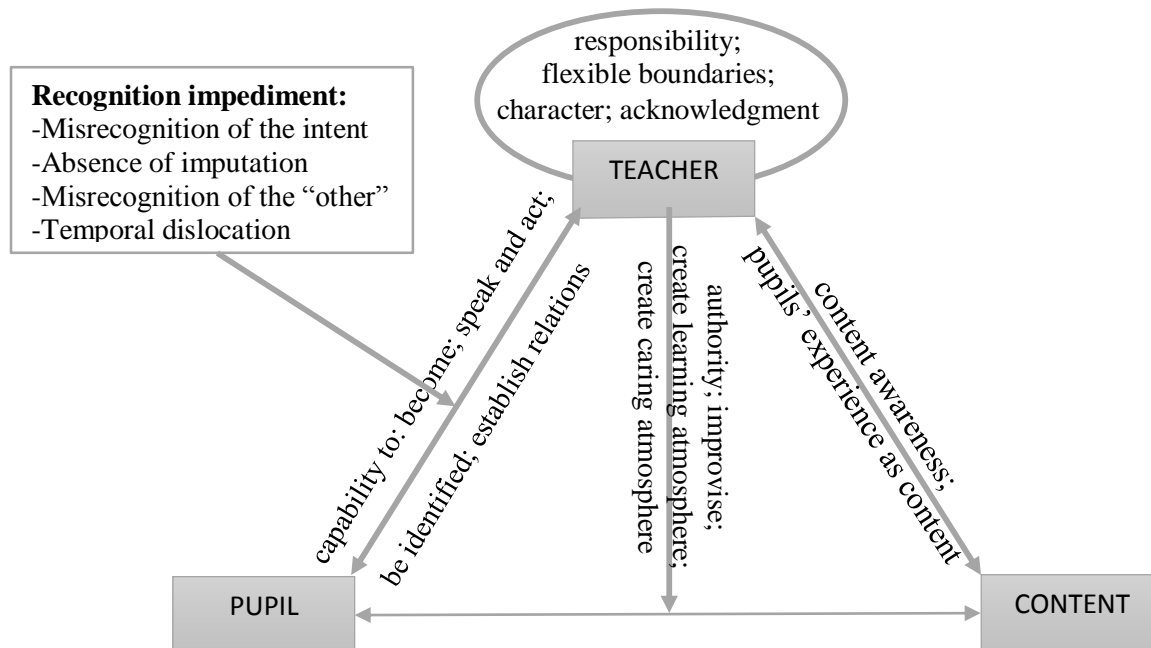 responsibility;
flexible boundaries;
character; acknowledgment
Recognition impediment:
-Misrecognition of the intent
-Absence of imputation
-Misrecognition of the “other”
-Temporal dislocation
TEACHER
capability to: become; speak and act;
be identified; establish relations
authority; improvise;
create learning atmosphere;
create caring atmosphere
content awareness;
pupils’ experience as content
PUPIL
CONTENT